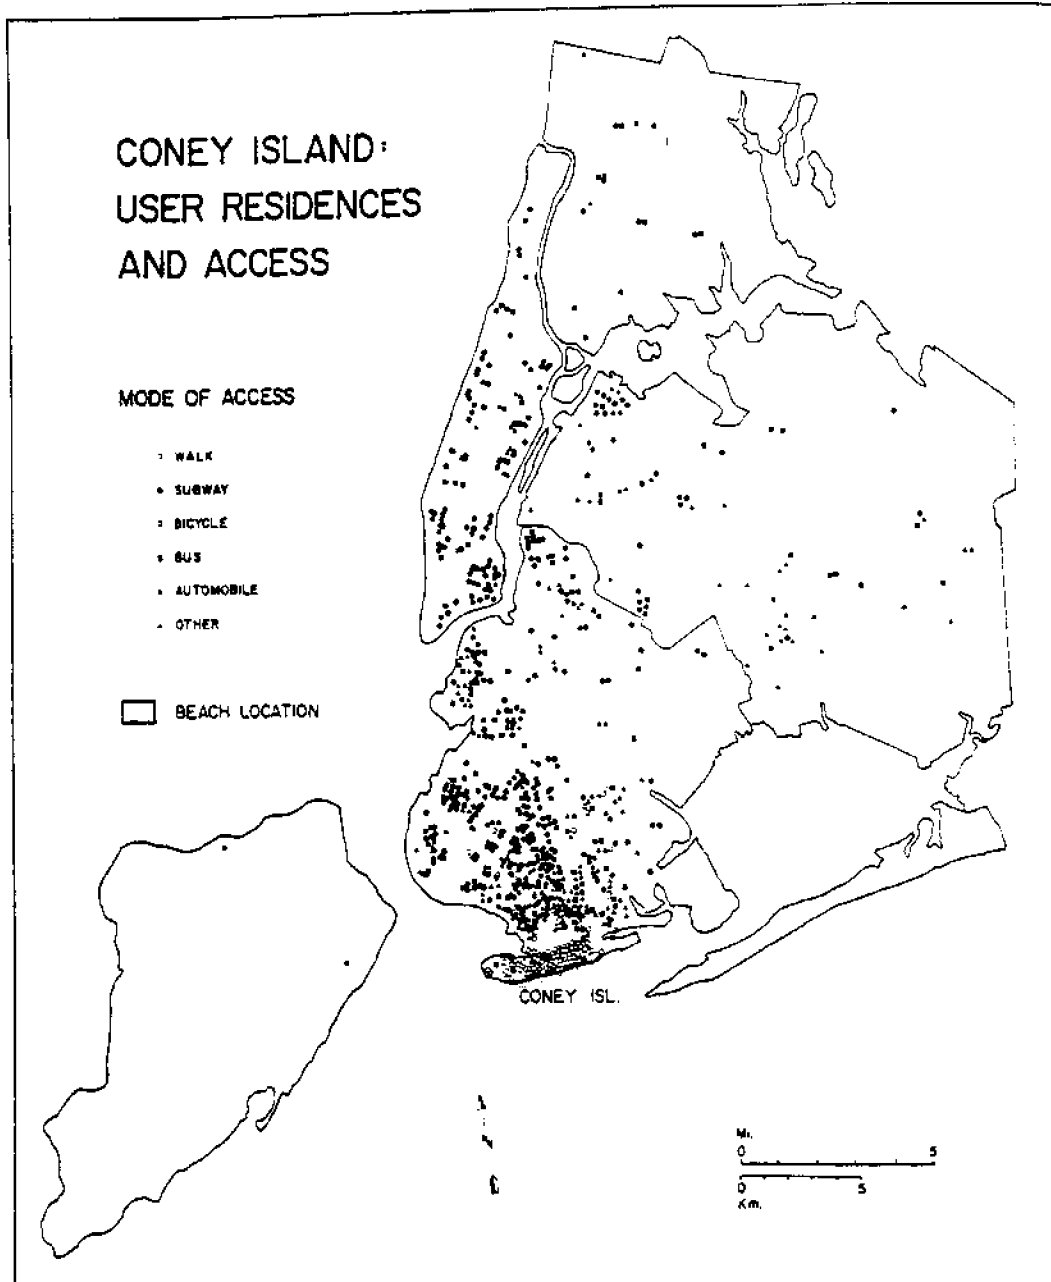 CONEY ISLAND:
USER RESIDENCES
AND ACCESS
MODE OF ACCESS
WALK
SUBWAY
BICYCLE
BUS
AUTOMOBILE
OTHER
BEACH LOCATION
CONEY ISL.
Mi.
0 5
0 5
Km.